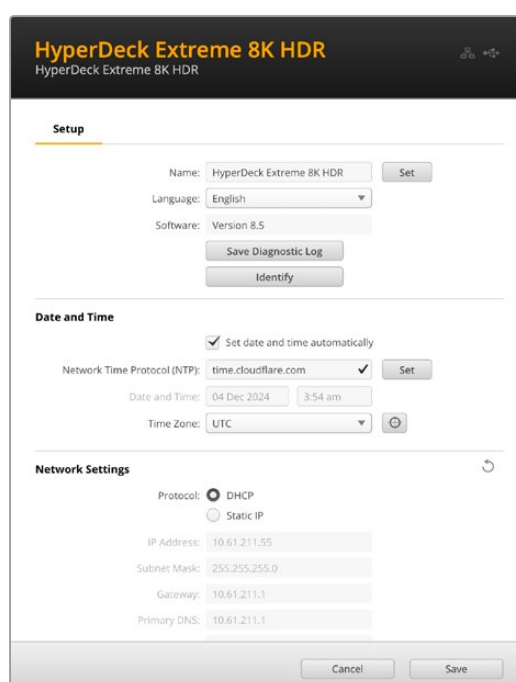 HyperDeck Extreme 8K HDR
HyperDeck Extreme 8K HDR
Setup
Name: HyperDeck Extreme 8K HDR Set
Language: English
Software: Version 8.5
Save Diagnostic Log
Identify
Date and Time
Set date and time automatically
Network Time Protocol (NTP): time.cloudflare.com Set
Date and Time: 04 Dec 2024 3:54 am
Time Zone: UTC
Network Settings
Protocol: DHCP
Static IP
IP Address: 10.61.211.55
Subnet Mask: 255.255.255.0
Gateway: 10.61.211.1
Primary DNS: 10.61.211.1
Cancel Save